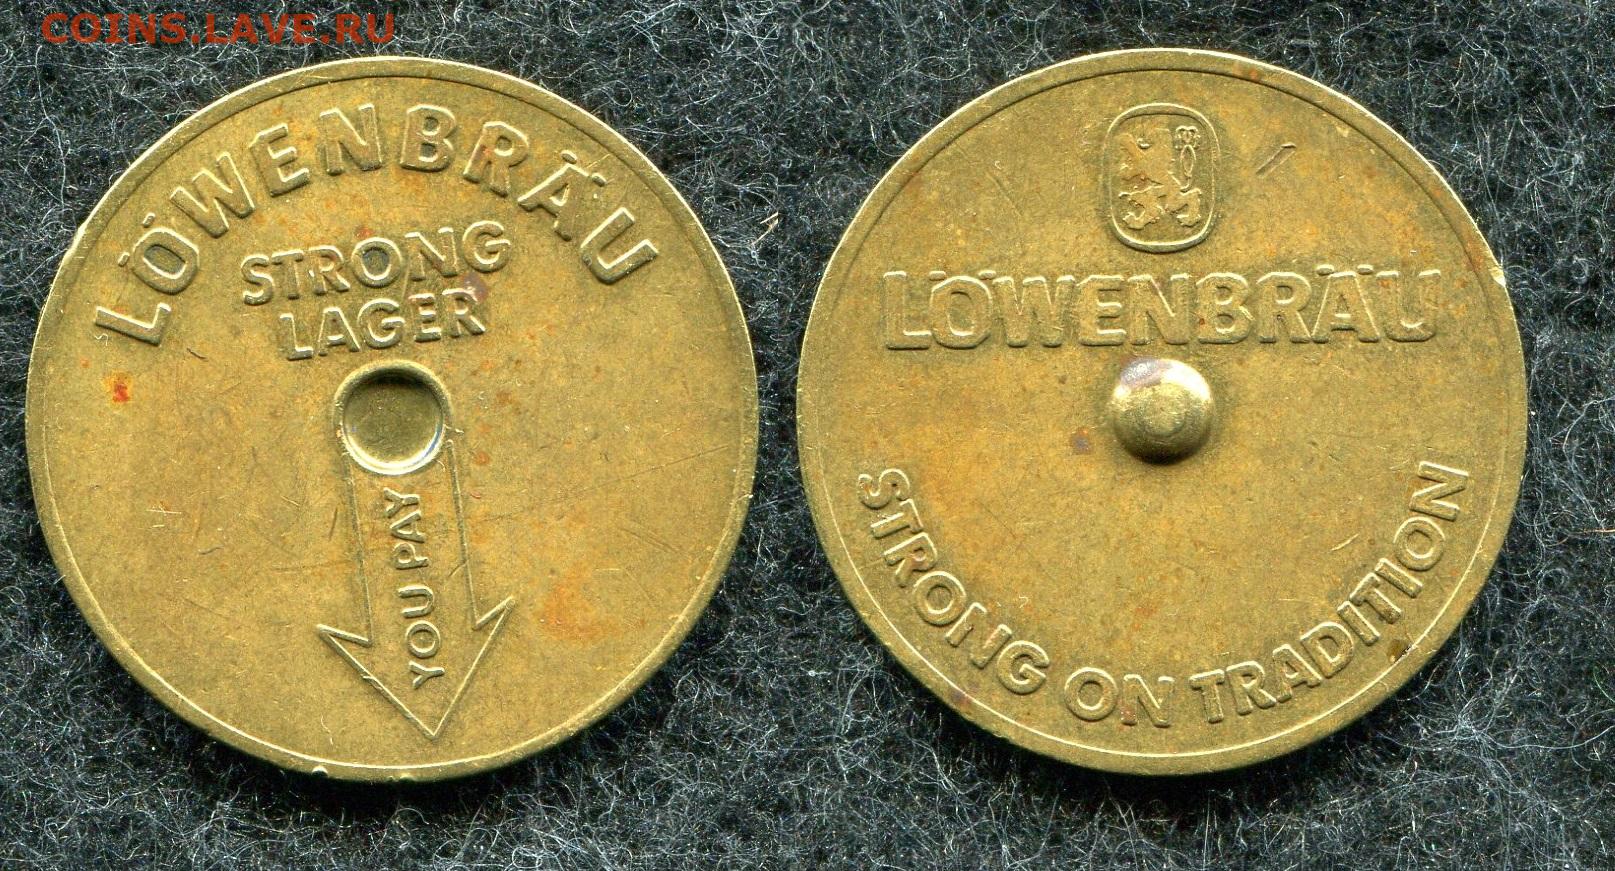 COINS.LAVE.RU
LÖWENBRÄU
STRONG
LAGER
YOU PAY
LÖWENBRÄU
STRONG ON TRADITION